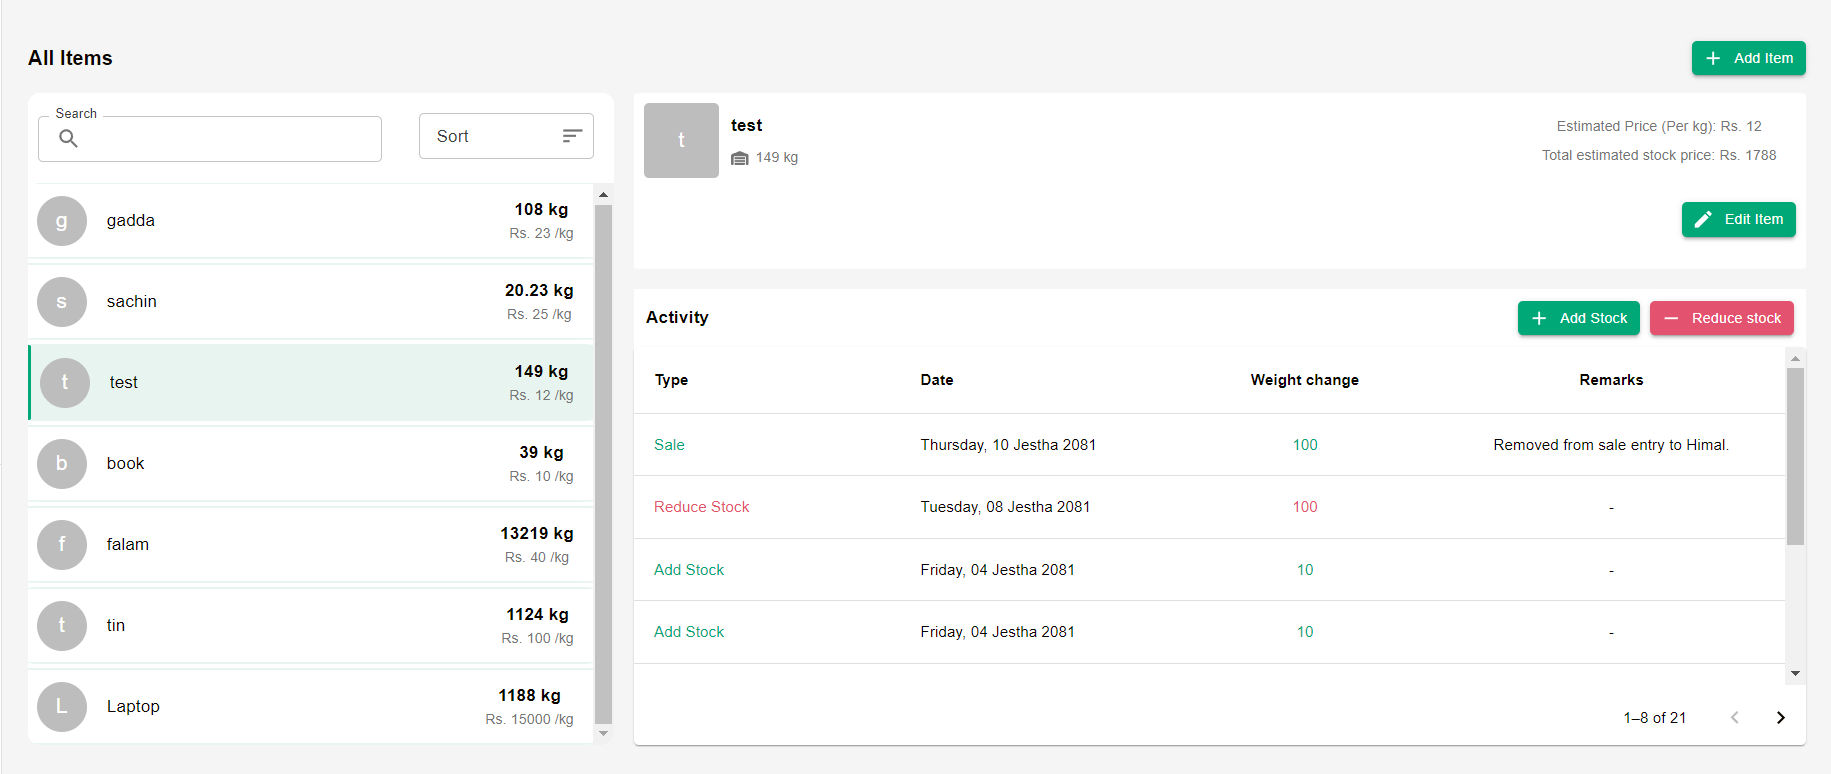 All Items
Add Item
Search
Sort
g gadda 108 kg
Rs. 23 /kg
s sachin 20.23 kg
Rs. 25 /kg
t test 149 kg
Rs. 12 /kg
b book 39 kg
Rs. 10 /kg
f falam 13219 kg
Rs. 40 /kg
t tin 1124 kg
Rs. 100 /kg
L Laptop 1188 kg
Rs. 15000 /kg
t
test
149 kg
Estimated Price (Per kg): Rs. 12
Total estimated stock price: Rs. 1788
Edit Item
Activity
Add Stock
Reduce stock
Type Date Weight change Remarks
Sale Thursday, 10 Jestha 2081 100 Removed from sale entry to Himal.
Reduce Stock Tuesday, 08 Jestha 2081 100 -
Add Stock Friday, 04 Jestha 2081 10 -
Add Stock Friday, 04 Jestha 2081 10 -
1–8 of 21